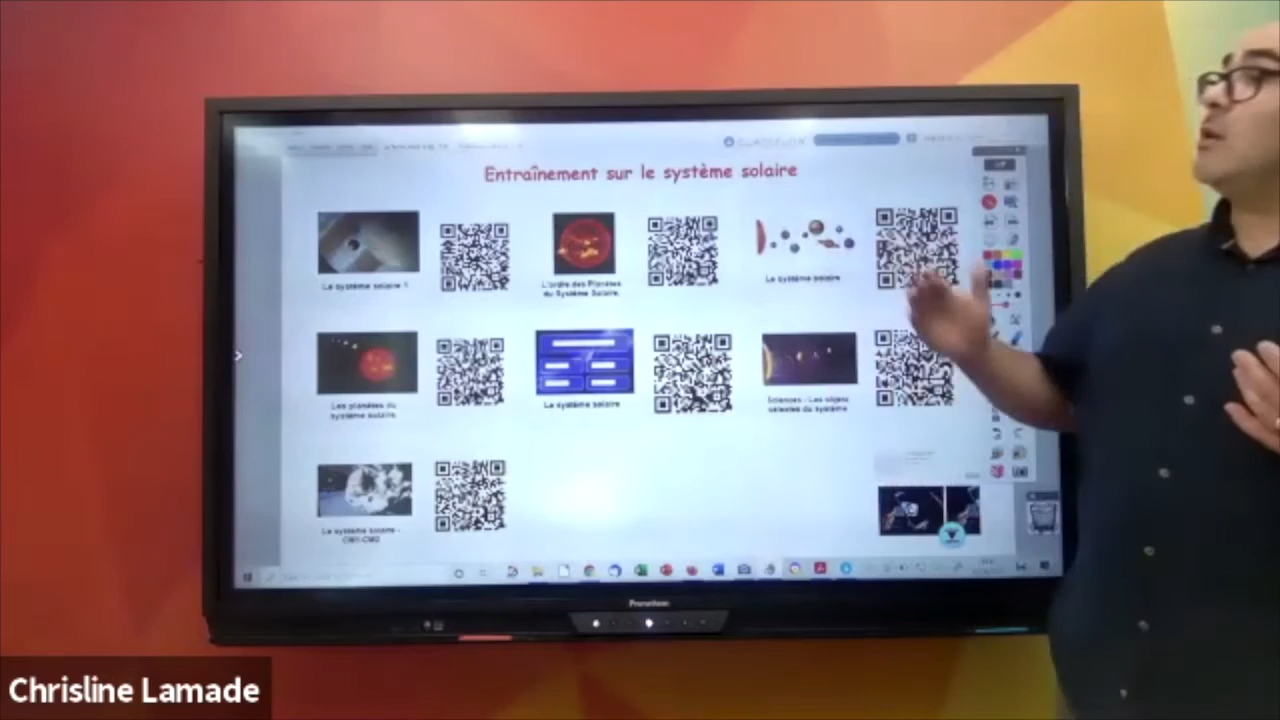 CLASSFLOW
Entraînement sur le système solaire
Le système solaire 1
L'ordre des Planètes
du Système Solaire.
Le système solaire
Les planètes du
système solaire.
Le système solaire
Sciences - Les objets
célestes du système
Le système solaire -
CM1-CM2
Promethean
Chrisline Lamade